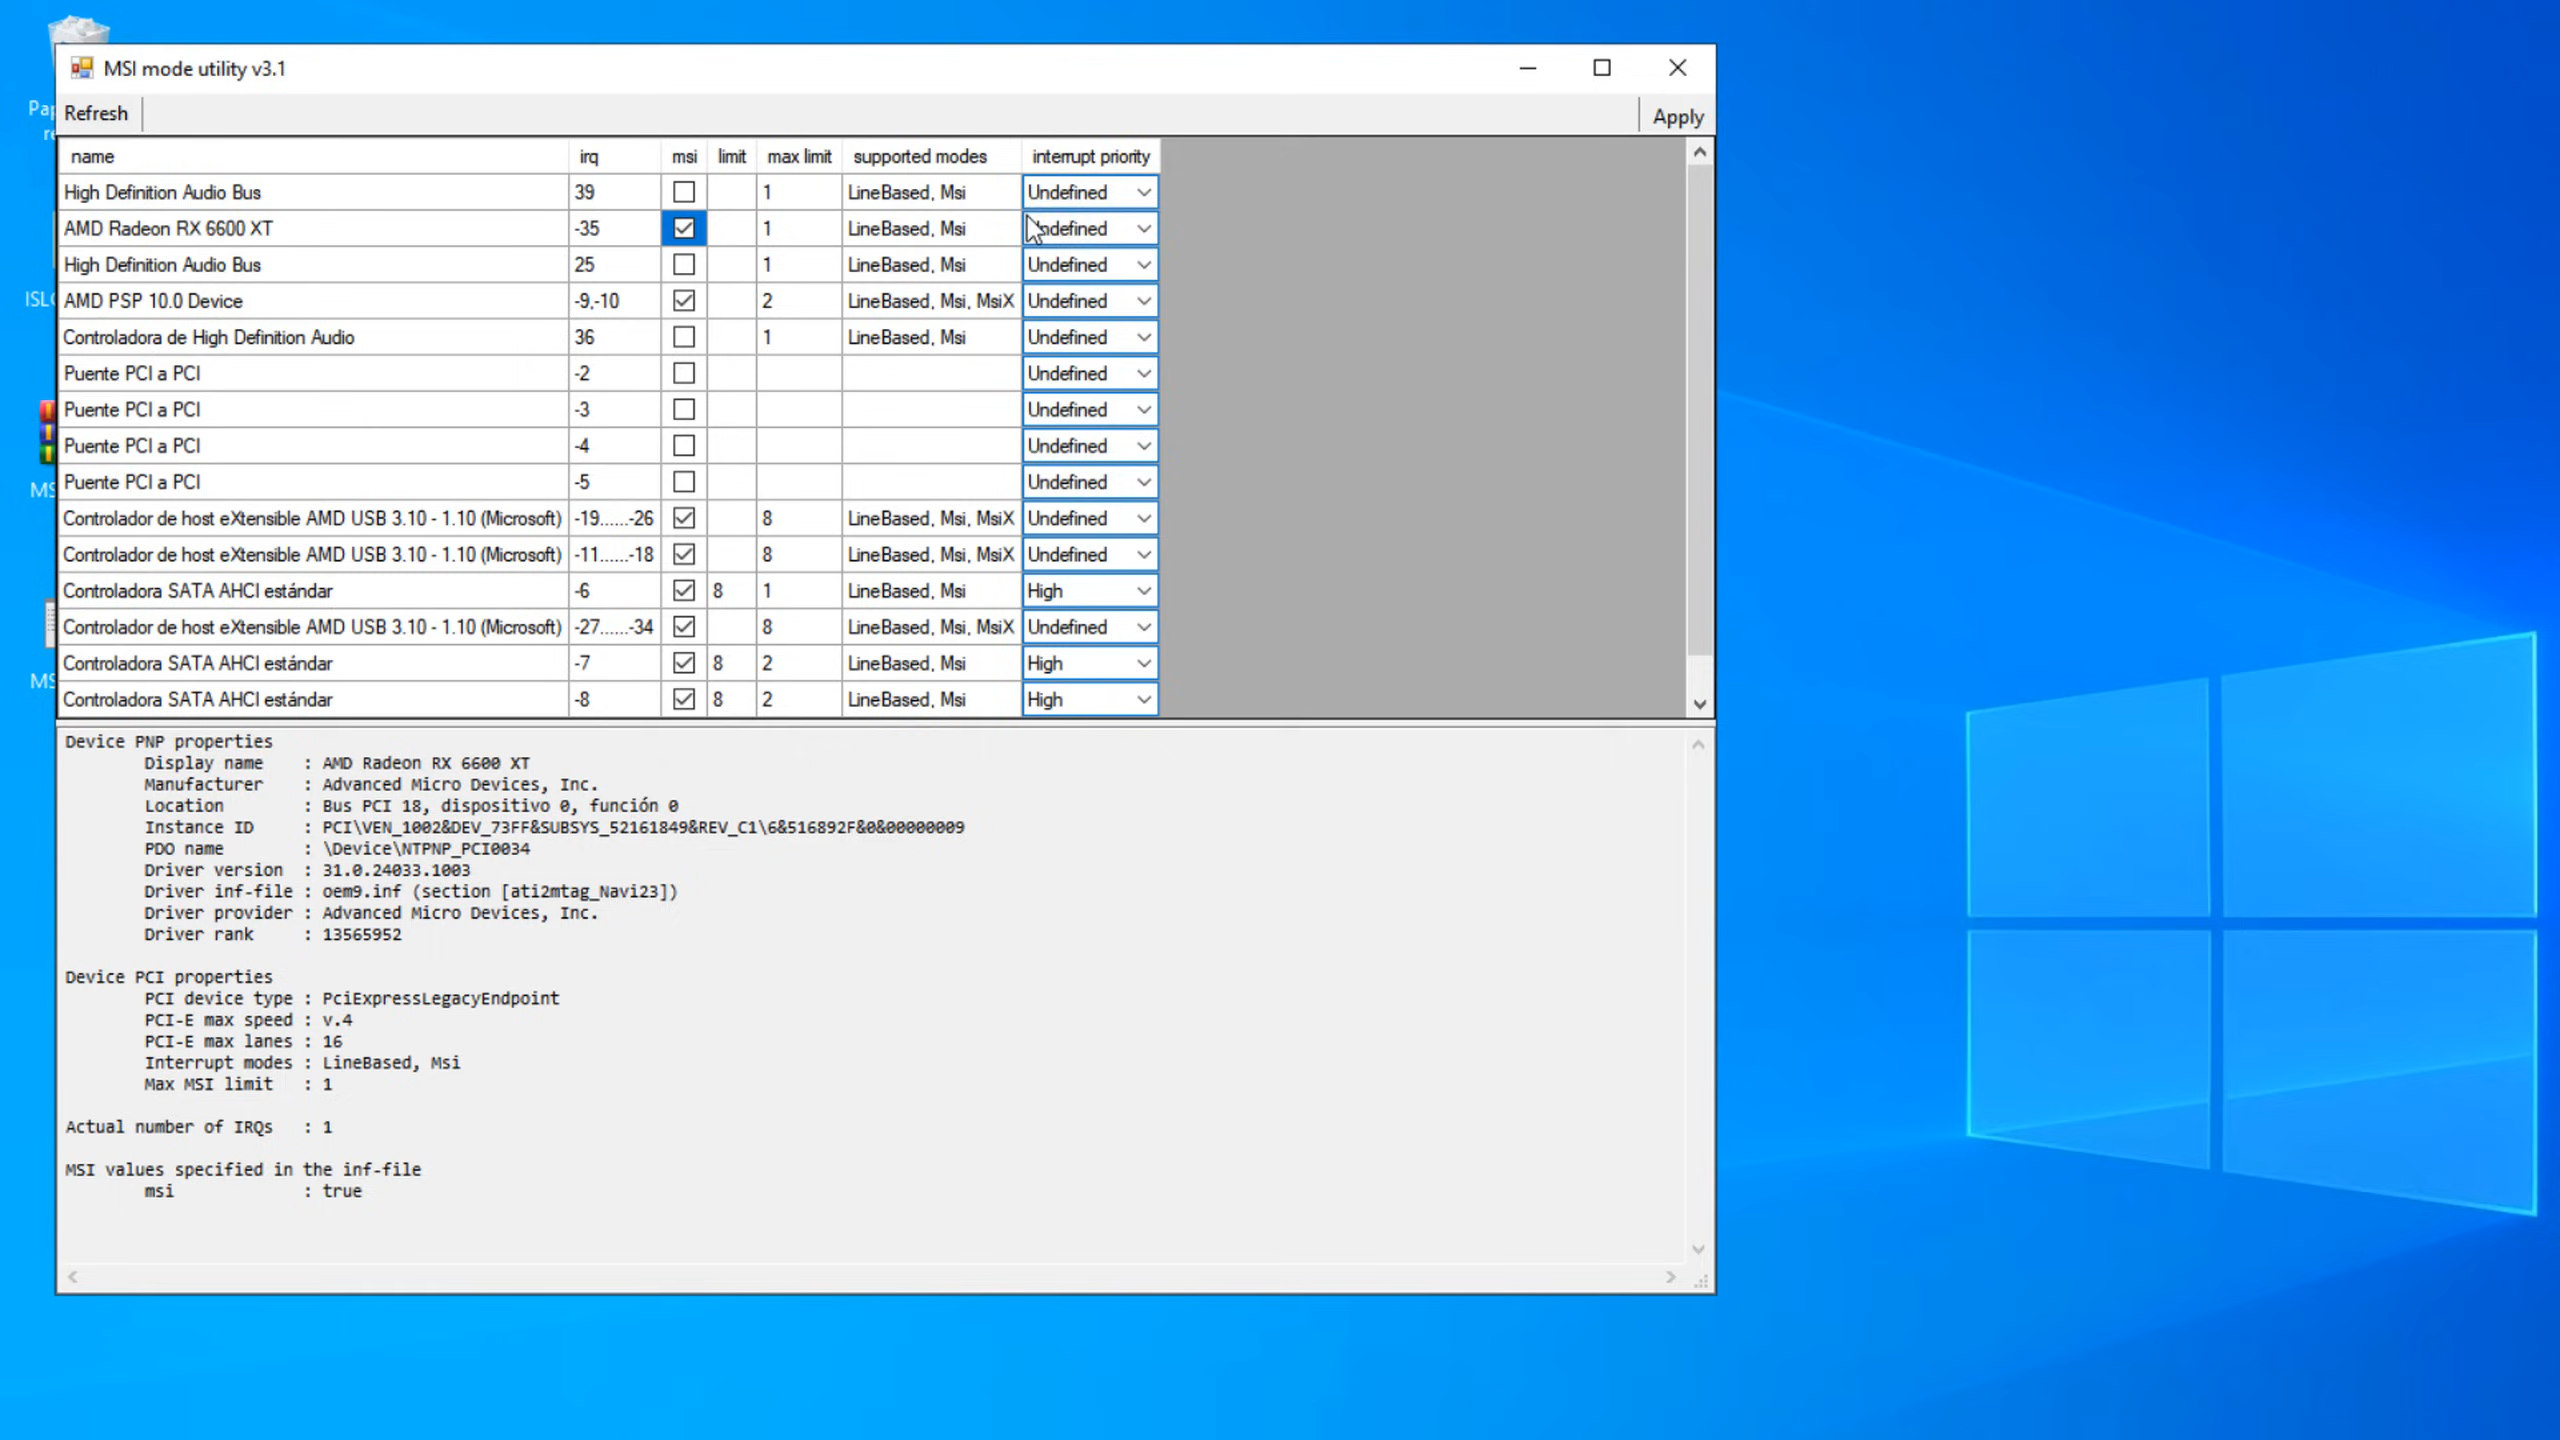 MSI mode utility v3.1
Refresh
Apply
name irq msi limit max limit supported modes interrupt priority
High Definition Audio Bus 39 1 LineBased, Msi Undefined
AMD Radeon RX 6600 XT -35 1 LineBased, Msi Undefined
High Definition Audio Bus 25 1 LineBased, Msi Undefined
AMD PSP 10.0 Device -9,-10 2 LineBased, Msi, MsiX Undefined
Controladora de High Definition Audio 36 1 LineBased, Msi Undefined
Puente PCI a PCI -2 Undefined
Puente PCI a PCI -3 Undefined
Puente PCI a PCI -4 Undefined
Puente PCI a PCI -5 Undefined
Controlador de host eXtensible AMD USB 3.10 - 1.10 (Microsoft) -19......-26 8 LineBased, Msi, MsiX Undefined
Controlador de host eXtensible AMD USB 3.10 - 1.10 (Microsoft) -11......-18 8 LineBased, Msi, MsiX Undefined
Controladora SATA AHCI estándar -6 8 1 LineBased, Msi High
Controlador de host eXtensible AMD USB 3.10 - 1.10 (Microsoft) -27......-34 8 LineBased, Msi, MsiX Undefined
Controladora SATA AHCI estándar -7 8 2 LineBased, Msi High
Controladora SATA AHCI estándar -8 8 2 LineBased, Msi High
Device PNP properties
Display name : AMD Radeon RX 6600 XT
Manufacturer : Advanced Micro Devices, Inc.
Location : Bus PCI 18, dispositivo 0, función 0
Instance ID : PCI\VEN_1002&DEV_73FF&SUBSYS_52161849&REV_C1\6&516892F&0&00000009
PDO name : \Device\NTPNP_PCI0034
Driver version : 31.0.24033.1003
Driver inf-file : oem9.inf (section [ati2mtag_Navi23])
Driver provider : Advanced Micro Devices, Inc.
Driver rank : 13565952
Device PCI properties
PCI device type : PciExpressLegacyEndpoint
PCI-E max speed : v.4
PCI-E max lanes : 16
Interrupt modes : LineBased, Msi
Max MSI limit : 1
Actual number of IRQs : 1
MSI values specified in the inf-file
msi : true